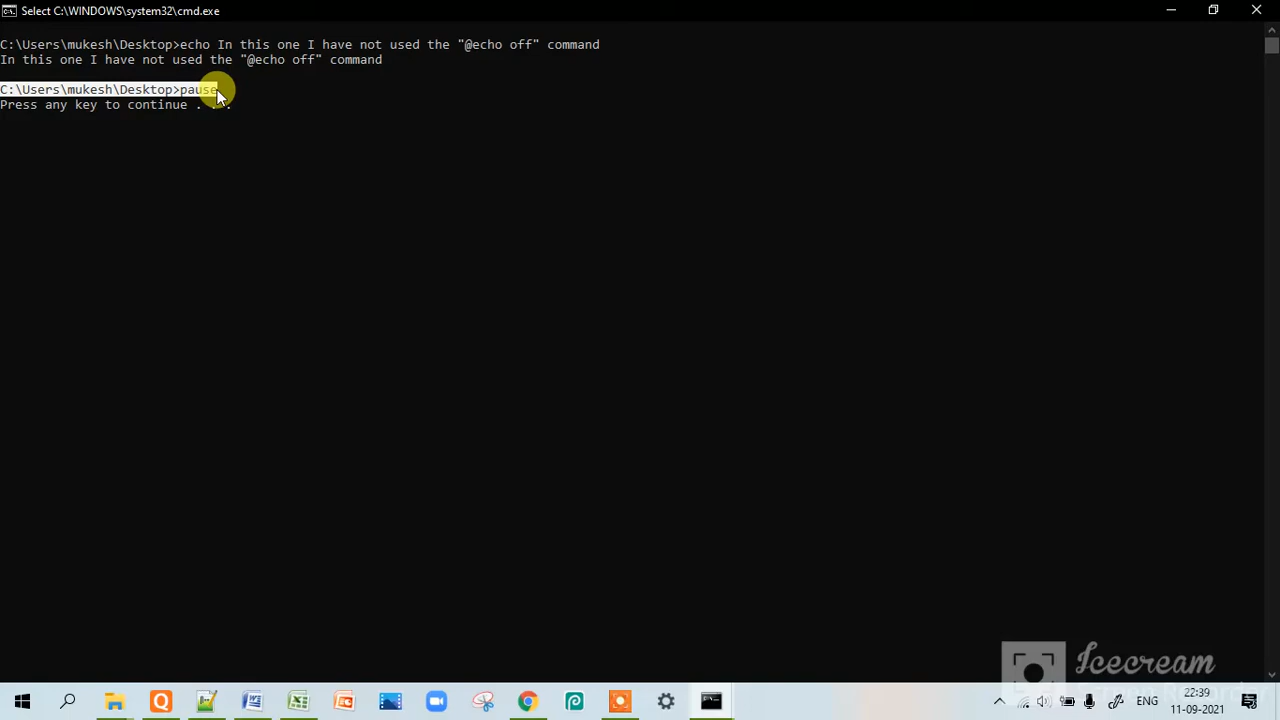 Select C:\WINDOWS\system32\cmd.exe
C:\Users\mukesh\Desktop>echo In this one I have not used the "@echo off" command
In this one I have not used the "@echo off" command
C:\Users\mukesh\Desktop>pause
Press any key to continue . . .
Icecream
ENG
22:39
11-09-2021